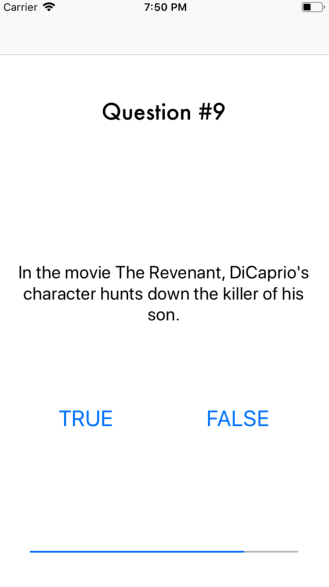 Carrier 7:50 PM
Question #9
In the movie The Revenant, DiCaprio's
character hunts down the killer of his
son.
TRUE FALSE